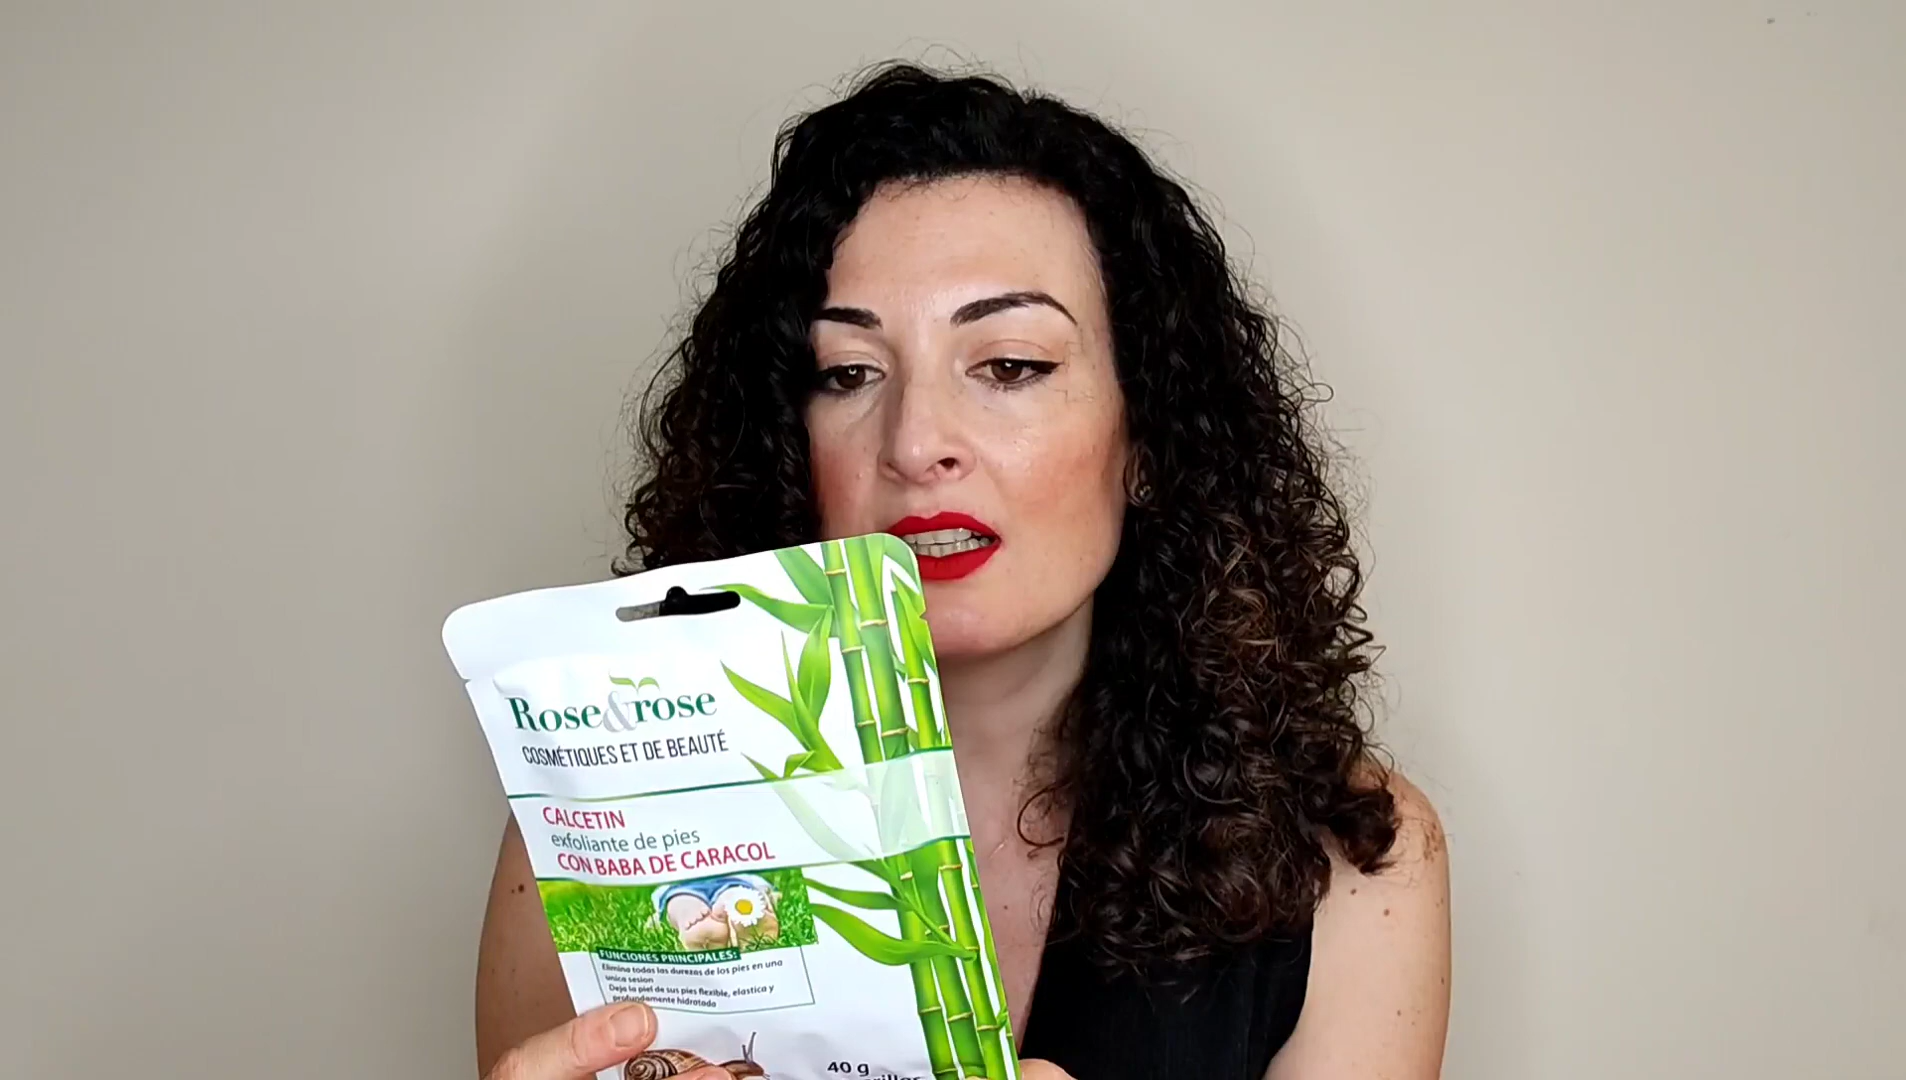 Rose&rose
COSMÉTIQUES ET DE BEAUTÉ
CALCETIN
exfoliante de pies
CON BABA DE CARACOL
FUNCIONES PRINCIPALES:
Elimina todas las durezas de los pies en una
unica sesion
Deja la piel de sus pies flexible, elastica y
profundamente hidratada
40 g